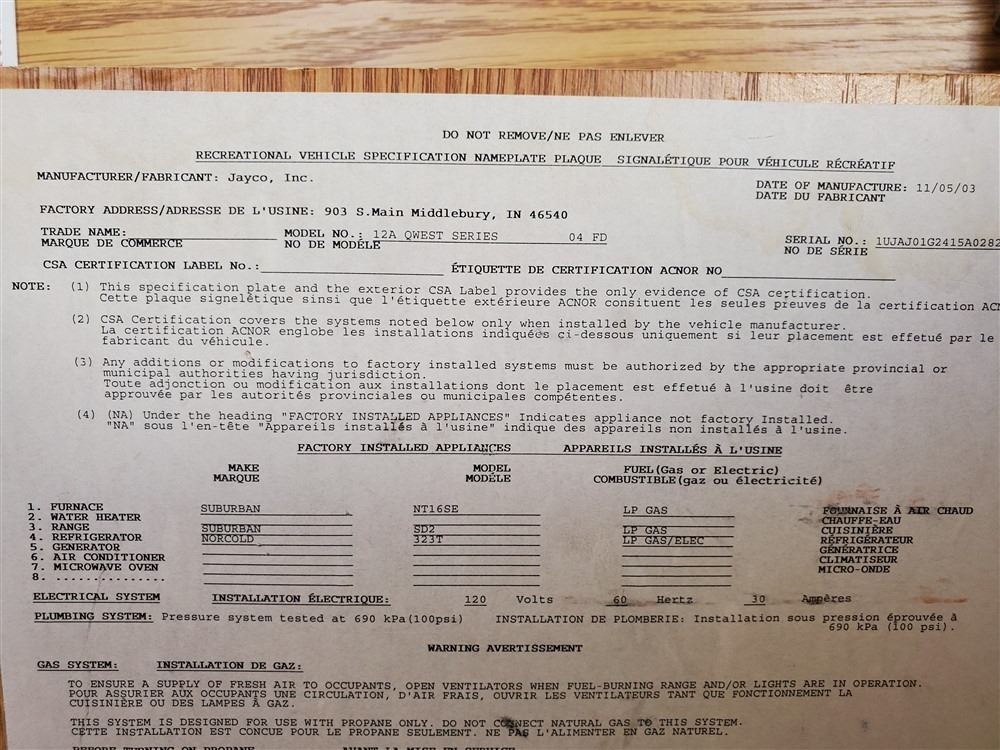 DO NOT REMOVE/NE PAS ENLEVER
RECREATIONAL VEHICLE SPECIFICATION NAMEPLATE PLAQUE SIGNALÉTIQUE POUR VÉHICULE RÉCRÉATIF
MANUFACTURER/FABRICANT: Jayco, Inc.
DATE OF MANUFACTURE: 11/05/03
DATE DU FABRICANT
FACTORY ADDRESS/ADRESSE DE L'USINE: 903 S.Main Middlebury, IN 46540
TRADE NAME: MODEL NO.: 12A QWEST SERIES 04 FD
MARQUE DE COMMERCE NO DE MODÈLE
SERIAL NO.: 1UJAJ01G2415A0282
NO DE SÉRIE
CSA CERTIFICATION LABEL No.: ÉTIQUETTE DE CERTIFICATION ACNOR NO
NOTE: (1) This specification plate and the exterior CSA Label provides the only evidence of CSA certification.
Cette plaque signelêtique sinsi que l'étiquette extérieure ACNOR consituent les seules preuves de la certification ACN
(2) CSA Certification covers the systems noted below only when installed by the vehicle manufacturer.
La certification ACNOR englobe les installations indiquées ci-dessous uniquement si leur placement est effetué par le
fabricant du véhicule.
(3) Any additions or modifications to factory installed systems must be authorized by the appropriate provincial or
municipal authorities having jurisdiction.
Toute adjonction ou modification aux installations dont le placement est effetué à l'usine doit être
approuvée par les autorités provinciales ou municipales compétentes.
(4) (NA) Under the heading "FACTORY INSTALLED APPLIANCES" Indicates appliance not factory Installed.
"NA" sous l'en-tête "Appareils installés à l'usine" indique des appareils non installés à l'usine.
FACTORY INSTALLED APPLIANCES APPAREILS INSTALLÉS À L'USINE
MAKE MODEL FUEL(Gas or Electric)
MARQUE MODÈLE COMBUSTIBLE(gaz ou électricité)
1. FURNACE SUBURBAN NT16SE LP GAS FOURNAISE À AIR CHAUD
2. WATER HEATER CHAUFFE-EAU
3. RANGE SUBURBAN SD2 LP GAS CUISINIÈRE
4. REFRIGERATOR NORCOLD 323T LP GAS/ELEC RÉFRIGÉRATEUR
5. GENERATOR GÉNÉRATRICE
6. AIR CONDITIONER CLIMATISEUR
7. MICROWAVE OVEN MICRO-ONDE
8. ...............
ELECTRICAL SYSTEM INSTALLATION ÉLECTRIQUE: 120 Volts 60 Hertz 30 Ampères
PLUMBING SYSTEM: Pressure system tested at 690 kPa(100psi) INSTALLATION DE PLOMBERIE: Installation sous pression éprouvée à
690 kPa (100 psi).
WARNING AVERTISSEMENT
GAS SYSTEM: INSTALLATION DE GAZ:
TO ENSURE A SUPPLY OF FRESH AIR TO OCCUPANTS, OPEN VENTILATORS WHEN FUEL-BURNING RANGE AND/OR LIGHTS ARE IN OPERATION.
POUR ASSURIER AUX OCCUPANTS UNE CIRCULATION, D'AIR FRAIS, OUVRIR LES VENTILATEURS TANT QUE FONCTIONNEMENT LA
CUISINIÈRE OU DES LAMPES À GAZ.
THIS SYSTEM IS DESIGNED FOR USE WITH PROPANE ONLY. DO NOT CONNECT NATURAL GAS TO THIS SYSTEM.
CETTE INSTALLATION EST CONCUE POUR LE PROPANE SEULEMENT. NE PAS L'ALIMENTER EN GAZ NATUREL.
BEFORE TURNING ON PROPANE AVANT LA MISE EN SERVICE